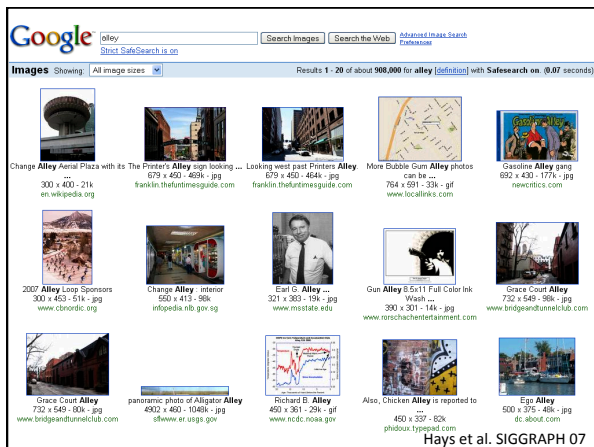 Google
alley
Search Images
Search the Web
Advanced Image Search
Preferences
Strict SafeSearch is on
Images Showing: All image sizes
Results 1 - 20 of about 908,000 for alley [definition] with Safesearch on. (0.07 seconds)
Change Alley Aerial Plaza with its
...
300 x 400 - 21k
en.wikipedia.org
The Printer's Alley sign looking ...
679 x 450 - 469k - jpg
franklin.thefuntimesguide.com
Looking west past Printers Alley.
679 x 450 - 464k - jpg
franklin.thefuntimesguide.com
More Bubble Gum Alley photos
can be ...
764 x 591 - 33k - gif
www.locallinks.com
Gasoline Alley
Gasoline Alley gang
692 x 430 - 177k - jpg
newcritics.com
2007 Alley Loop Sponsors
300 x 453 - 51k - jpg
www.cbnordic.org
Change Alley : interior
550 x 413 - 98k
infopedia.nlb.gov.sg
Earl G. Alley ...
321 x 383 - 19k - jpg
www.msstate.edu
Gun Alley 8.5x11 Full Color Ink
Wash ...
390 x 301 - 14k - jpg
www.rorschachentertainment.com
Grace Court Alley
732 x 549 - 98k - jpg
www.bridgeandtunnelclub.com
Grace Court Alley
732 x 549 - 80k - jpg
www.bridgeandtunnelclub.com
panoramic photo of Alligator Alley
4902 x 460 - 1048k - jpg
sflwww.er.usgs.gov
Richard B. Alley
450 x 361 - 29k - gif
www.ncdc.noaa.gov
Also, Chicken Alley is reported to
...
450 x 337 - 82k
phidoux.typepad.com
Ego Alley
500 x 375 - 48k - jpg
dc.about.com
Hays et al. SIGGRAPH 07